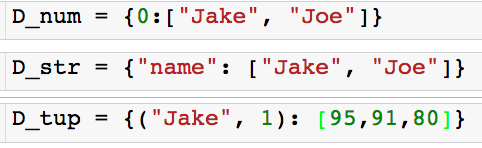 D_num = {0:["Jake", "Joe"]}
D_str = {"name": ["Jake", "Joe"]}
D_tup = {("Jake", 1): [95,91,80]}